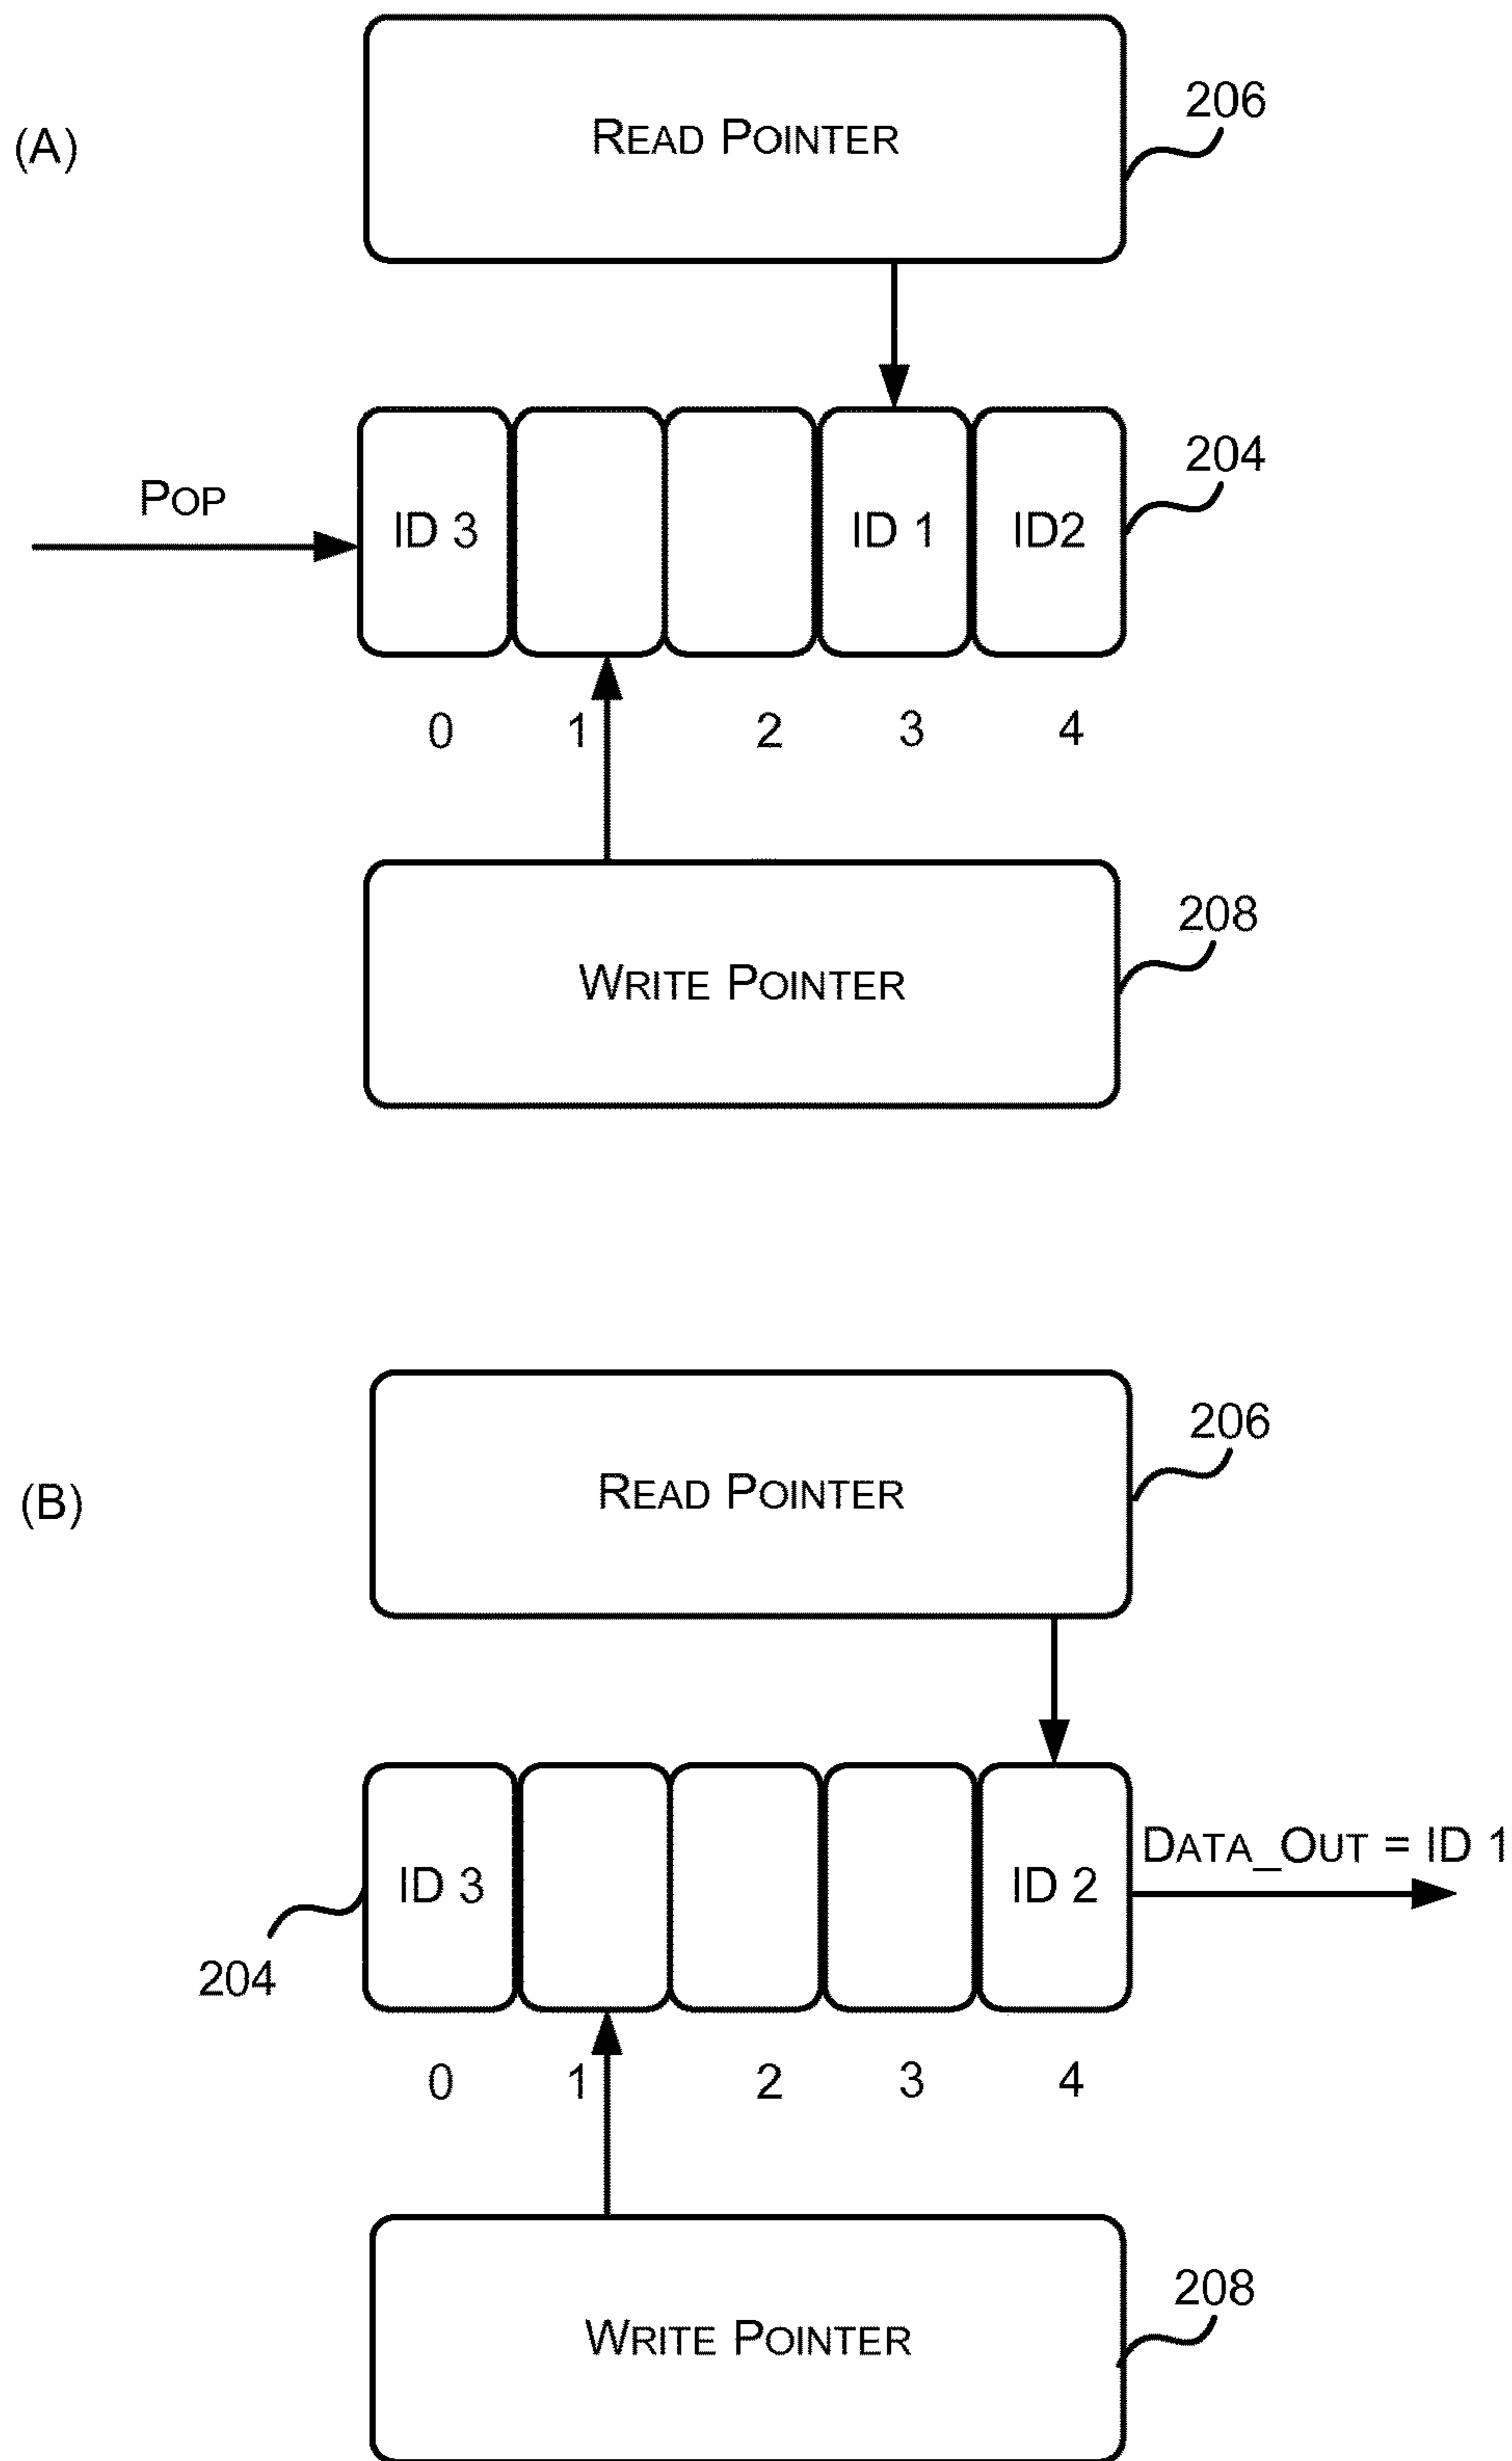 206
(A)
READ POINTER
204
POP
ID 3
ID 1
ID2
0
1
2
3
4
208
WRITE POINTER
206
(B)
READ POINTER
DATA_OUT = ID 1
ID 3
ID 2
204
0
1
2
3
4
208
WRITE POINTER